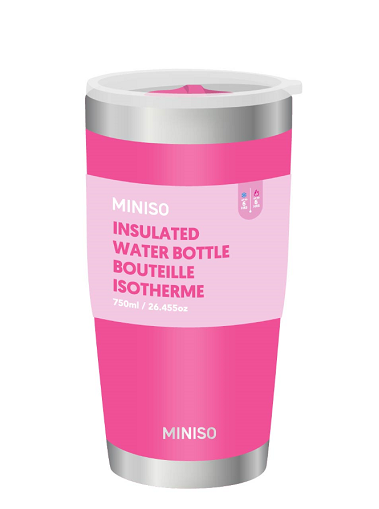 MINISO
INSULATED
WATER BOTTLE
BOUTEILLE
ISOTHERME
750ml / 26.455oz
MINISO